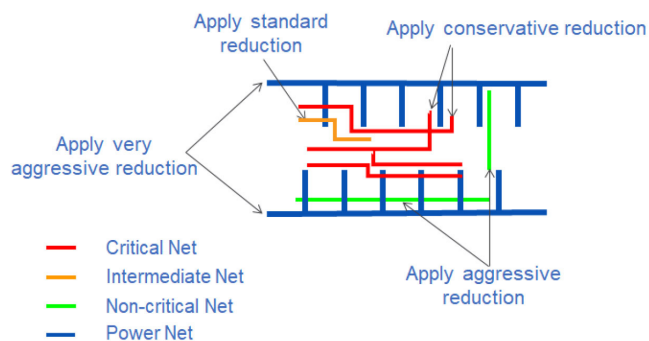 Apply standard
reduction
Apply conservative reduction
Apply very
aggressive reduction
Critical Net
Intermediate Net
Non-critical Net
Power Net
Apply aggressive
reduction